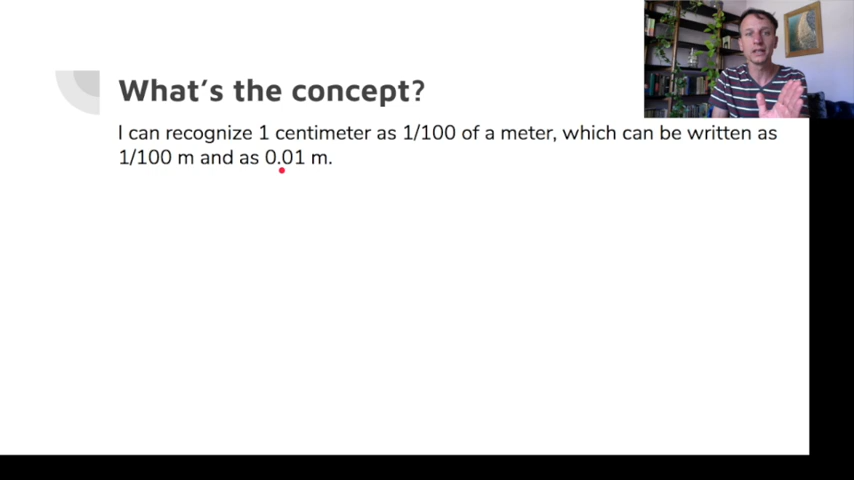 What's the concept?
I can recognize 1 centimeter as 1/100 of a meter, which can be written as
1/100 m and as 0.01 m.